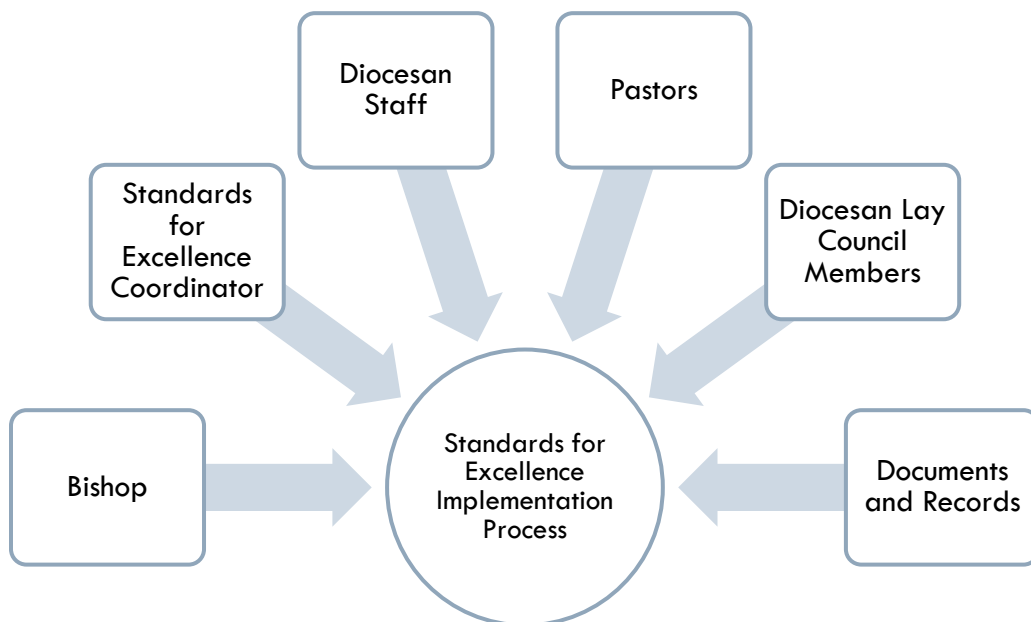 Diocesan
Staff
Pastors
Standards
for
Excellence
Coordinator
Diocesan Lay
Council
Members
Bishop
Standards for
Excellence
Implementation
Process
Documents
and Records